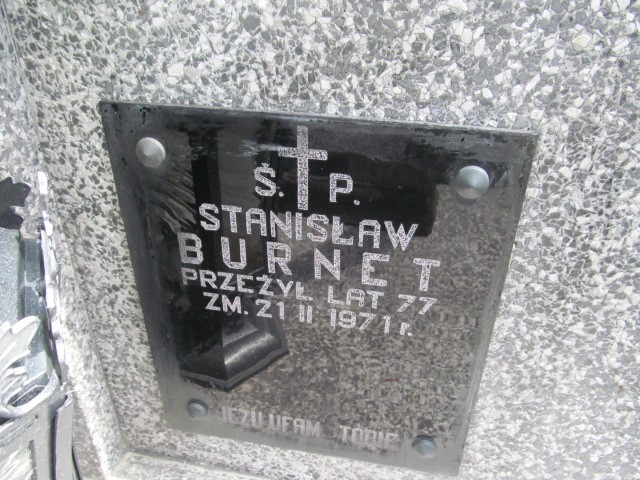 Ś. P.
STANISŁAW
BURNET
PRZEŻYŁ LAT 77
ZM. 21 II 1971 r.
JEZU UFAM TOBIE